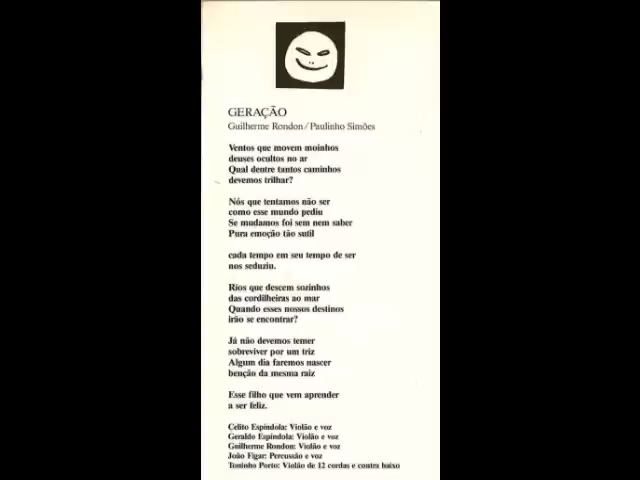 GERAÇÃO
Guilherme Rondon/Paulinho Simões
Ventos que movem moinhos
deuses ocultos no ar
Qual dentre tantos caminhos
devemos trilhar?
Nós que tentamos não ser
como esse mundo pediu
Se mudamos foi sem nem saber
Pura emoção tão sutil
cada tempo em seu tempo de ser
nos seduziu.
Rios que descem sozinhos
das cordilheiras ao mar
Quando esses nossos destinos
irão se encontrar?
Já não devemos temer
sobreviver por um triz
Algum dia faremos nascer
benção da mesma raiz
Esse filho que vem aprender
a ser feliz.
Celito Espíndola: Violão e voz
Geraldo Espíndola: Violão e voz
Guilherme Rondon: Violão e voz
João Figar: Percussão e voz
Toninho Porto: Violão de 12 cordas e contra baixo